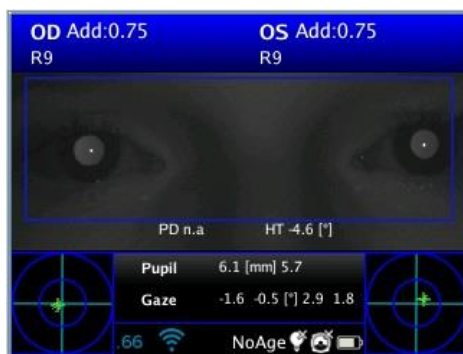 OD Add:0.75 OS Add:0.75
R9 R9
PD n.a HT -4.6 [°]
Pupil 6.1 [mm] 5.7
Gaze -1.6 -0.5 [°] 2.9 1.8
.66 NoAge